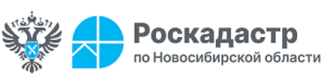 Роскадастр
по Новосибирской области